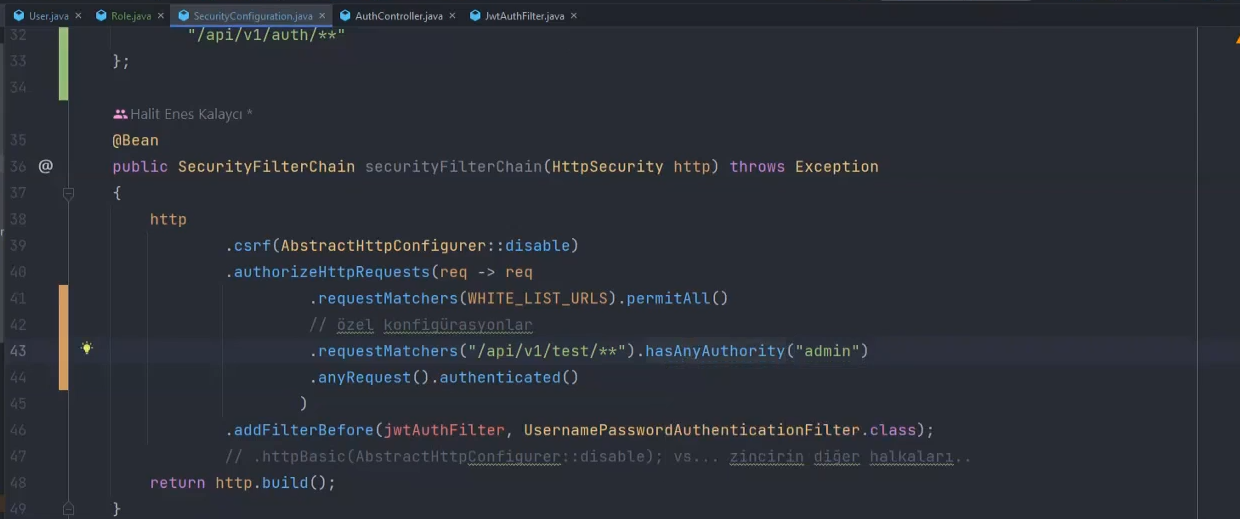 User.java × Role.java × SecurityConfiguration.java × AuthController.java × JwtAuthFilter.java ×
32 "/api/v1/auth/**"
33 };
34
Halit Enes Kalaycı *
35 @Bean
36 @ public SecurityFilterChain securityFilterChain(HttpSecurity http) throws Exception
37 {
38 http
39 .csrf(AbstractHttpConfigurer::disable)
40 .authorizeHttpRequests(req -> req
41 .requestMatchers(WHITE_LIST_URLS).permitAll()
42 // özel konfigürasyonlar
43 .requestMatchers("/api/v1/test/**").hasAnyAuthority("admin")
44 .anyRequest().authenticated()
45 )
46 .addFilterBefore(jwtAuthFilter, UsernamePasswordAuthenticationFilter.class);
47 // .httpBasic(AbstractHttpConfigurer::disable); vs... zincirin diğer halkaları..
48 return http.build();
49 }